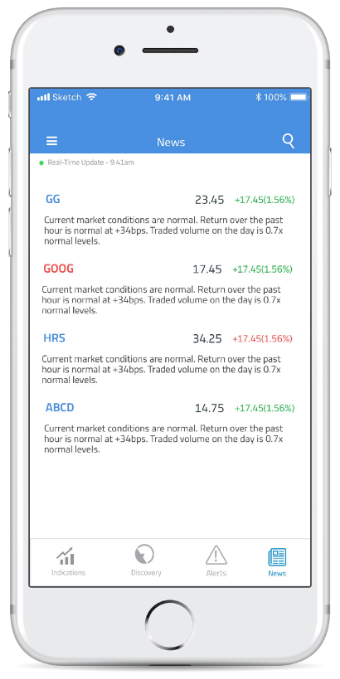 Sketch 9:41 AM 100%
News
Real-Time Update - 9:41am
GG 23.45 +17.45(1.56%)
Current market conditions are normal. Return over the past
hour is normal at +34bps. Traded volume on the day is 0.7x
normal levels.
GOOG 17.45 +17.45(1.56%)
Current market conditions are normal. Return over the past
hour is normal at +34bps. Traded volume on the day is 0.7x
normal levels.
HRS 34.25 +17.45(1.56%)
Current market conditions are normal. Return over the past
hour is normal at +34bps. Traded volume on the day is 0.7x
normal levels.
ABCD 14.75 +17.45(1.56%)
Current market conditions are normal. Return over the past
hour is normal at +34bps. Traded volume on the day is 0.7x
normal levels.
Indications Discovery Alerts News